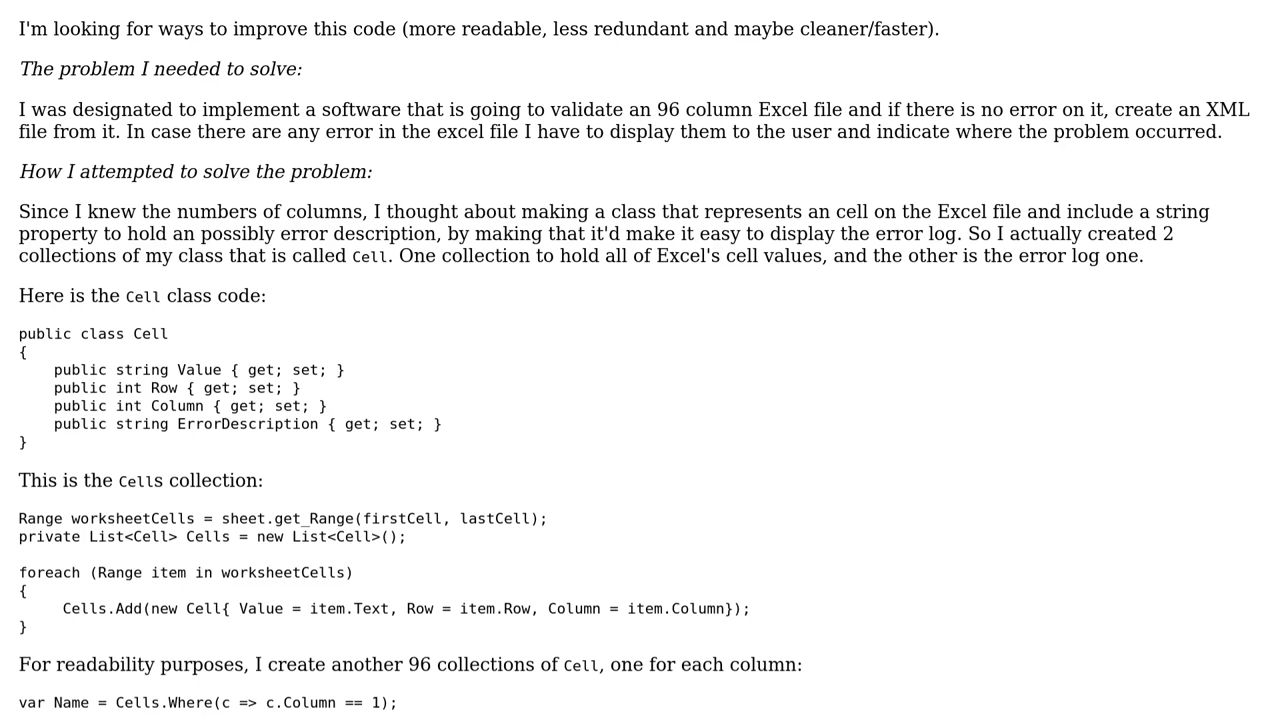 I'm looking for ways to improve this code (more readable, less redundant and maybe cleaner/faster).
The problem I needed to solve:
I was designated to implement a software that is going to validate an 96 column Excel file and if there is no error on it, create an XML
file from it. In case there are any error in the excel file I have to display them to the user and indicate where the problem occurred.
How I attempted to solve the problem:
Since I knew the numbers of columns, I thought about making a class that represents an cell on the Excel file and include a string
property to hold an possibly error description, by making that it'd make it easy to display the error log. So I actually created 2
collections of my class that is called Cell. One collection to hold all of Excel's cell values, and the other is the error log one.
Here is the Cell class code:
public class Cell
{
    public string Value { get; set; }
    public int Row { get; set; }
    public int Column { get; set; }
    public string ErrorDescription { get; set; }
}
This is the Cells collection:
Range worksheetCells = sheet.get_Range(firstCell, lastCell);
private List<Cell> Cells = new List<Cell>();
foreach (Range item in worksheetCells)
{
     Cells.Add(new Cell{ Value = item.Text, Row = item.Row, Column = item.Column});
}
For readability purposes, I create another 96 collections of Cell, one for each column:
var Name = Cells.Where(c => c.Column == 1);